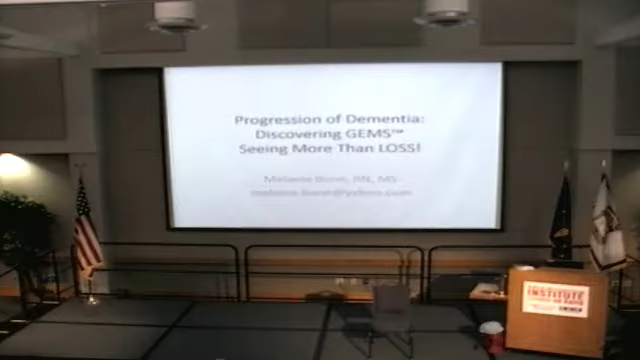 Progression of Dementia:
Discovering GEMS™
Seeing More Than LOSS!
Melanie Bunn, RN, MS
INSTITUTE